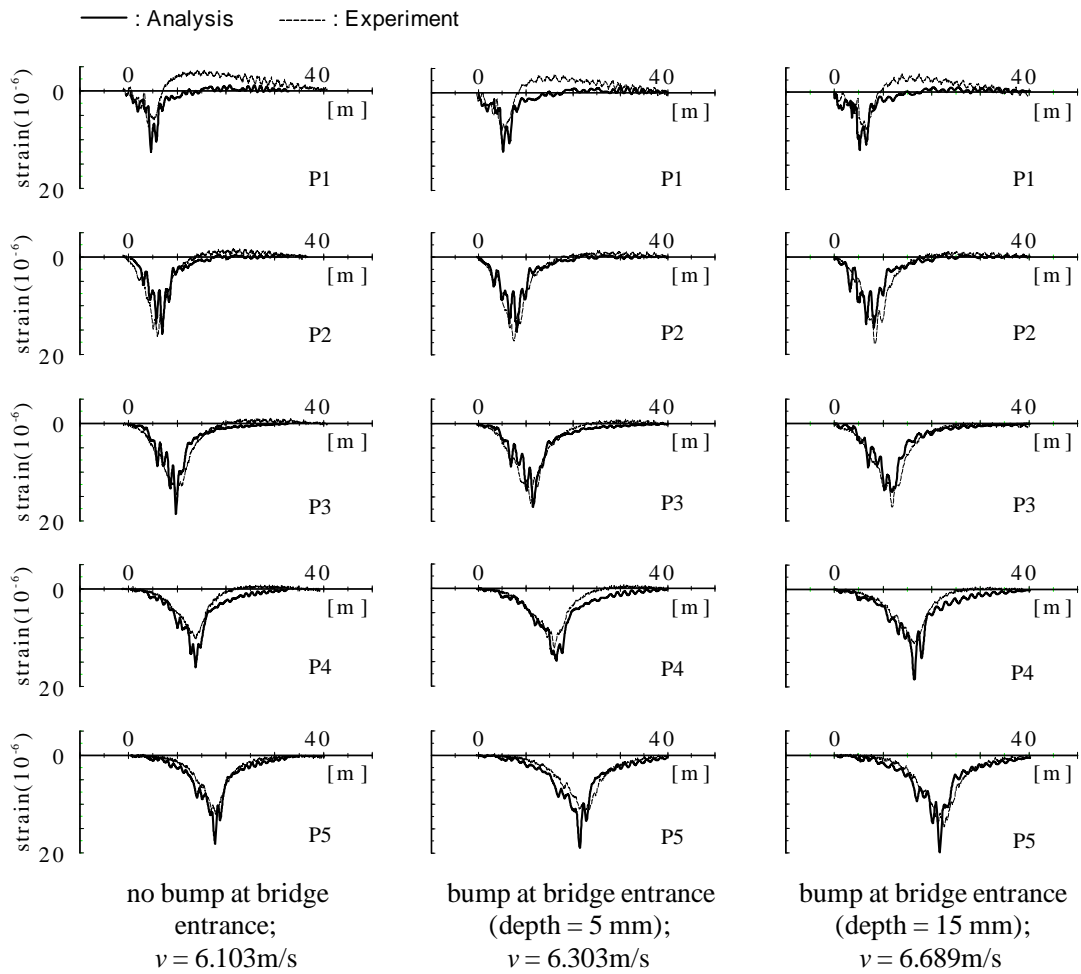 : Analysis : Experiment
strain(10⁻⁶) 0 20 0 40 [m] P1
0 40 [m] P1
0 40 [m] P1
strain(10⁻⁶) 0 20 0 40 [m] P2
0 40 [m] P2
0 40 [m] P2
strain(10⁻⁶) 0 20 0 40 [m] P3
0 40 [m] P3
0 40 [m] P3
strain(10⁻⁶) 0 20 0 40 [m] P4
0 40 [m] P4
0 40 [m] P4
strain(10⁻⁶) 0 20 0 40 [m] P5
0 40 [m] P5
0 40 [m] P5
no bump at bridge
entrance;
v = 6.103m/s
bump at bridge entrance
(depth = 5 mm);
v = 6.303m/s
bump at bridge entrance
(depth = 15 mm);
v = 6.689m/s